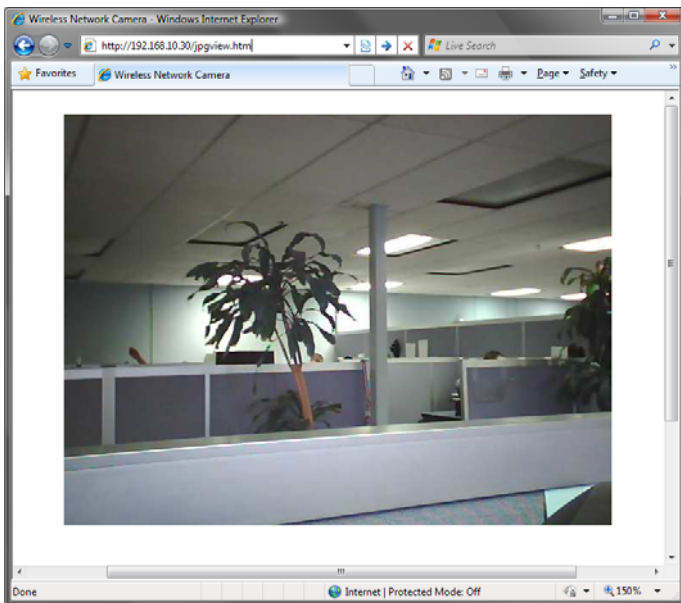 Wireless Network Camera - Windows Internet Explorer
http://192.168.10.30/jpgview.htm
Live Search
Favorites
Wireless Network Camera
Page
Safety
Done
Internet | Protected Mode: Off
150%